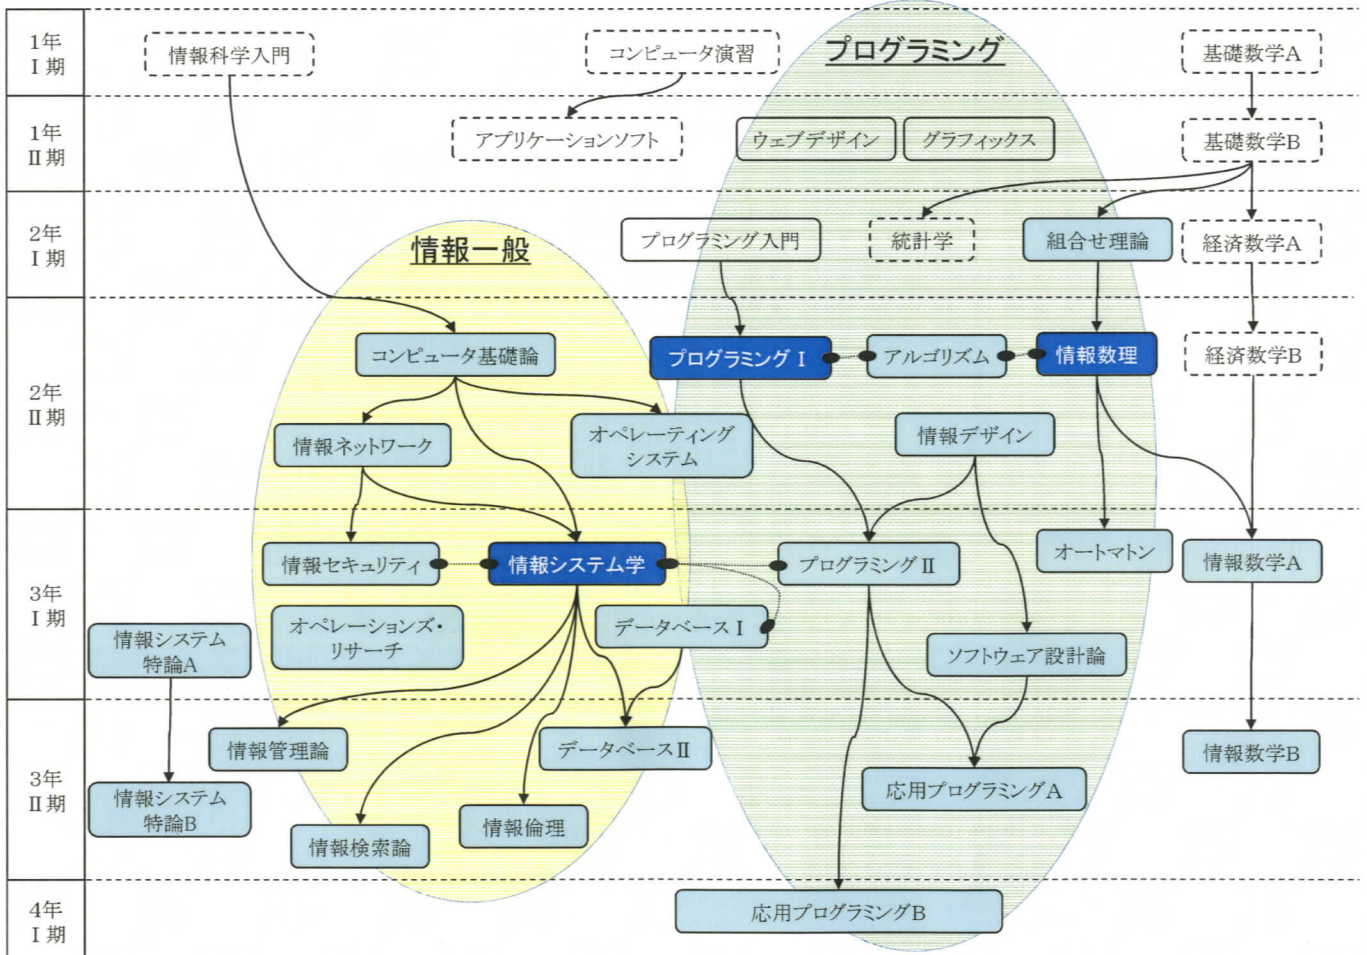 1年
Ⅰ期
情報科学入門
コンピュータ演習
プログラミング
基礎数学A
1年
Ⅱ期
アプリケーションソフト
ウェブデザイン
グラフィックス
基礎数学B
2年
Ⅰ期
情報一般
プログラミング入門
統計学
組合せ理論
経済数学A
2年
Ⅱ期
コンピュータ基礎論
プログラミングⅠ
アルゴリズム
情報数理
経済数学B
情報ネットワーク
オペレーティング
システム
情報デザイン
3年
Ⅰ期
情報セキュリティ
情報システム学
プログラミングⅡ
オートマトン
情報数学A
オペレーションズ・
リサーチ
データベースⅠ
ソフトウェア設計論
情報システム
特論A
3年
Ⅱ期
情報管理論
データベースⅡ
情報数学B
情報システム
特論B
応用プログラミングA
情報検索論
情報倫理
4年
Ⅰ期
応用プログラミングB